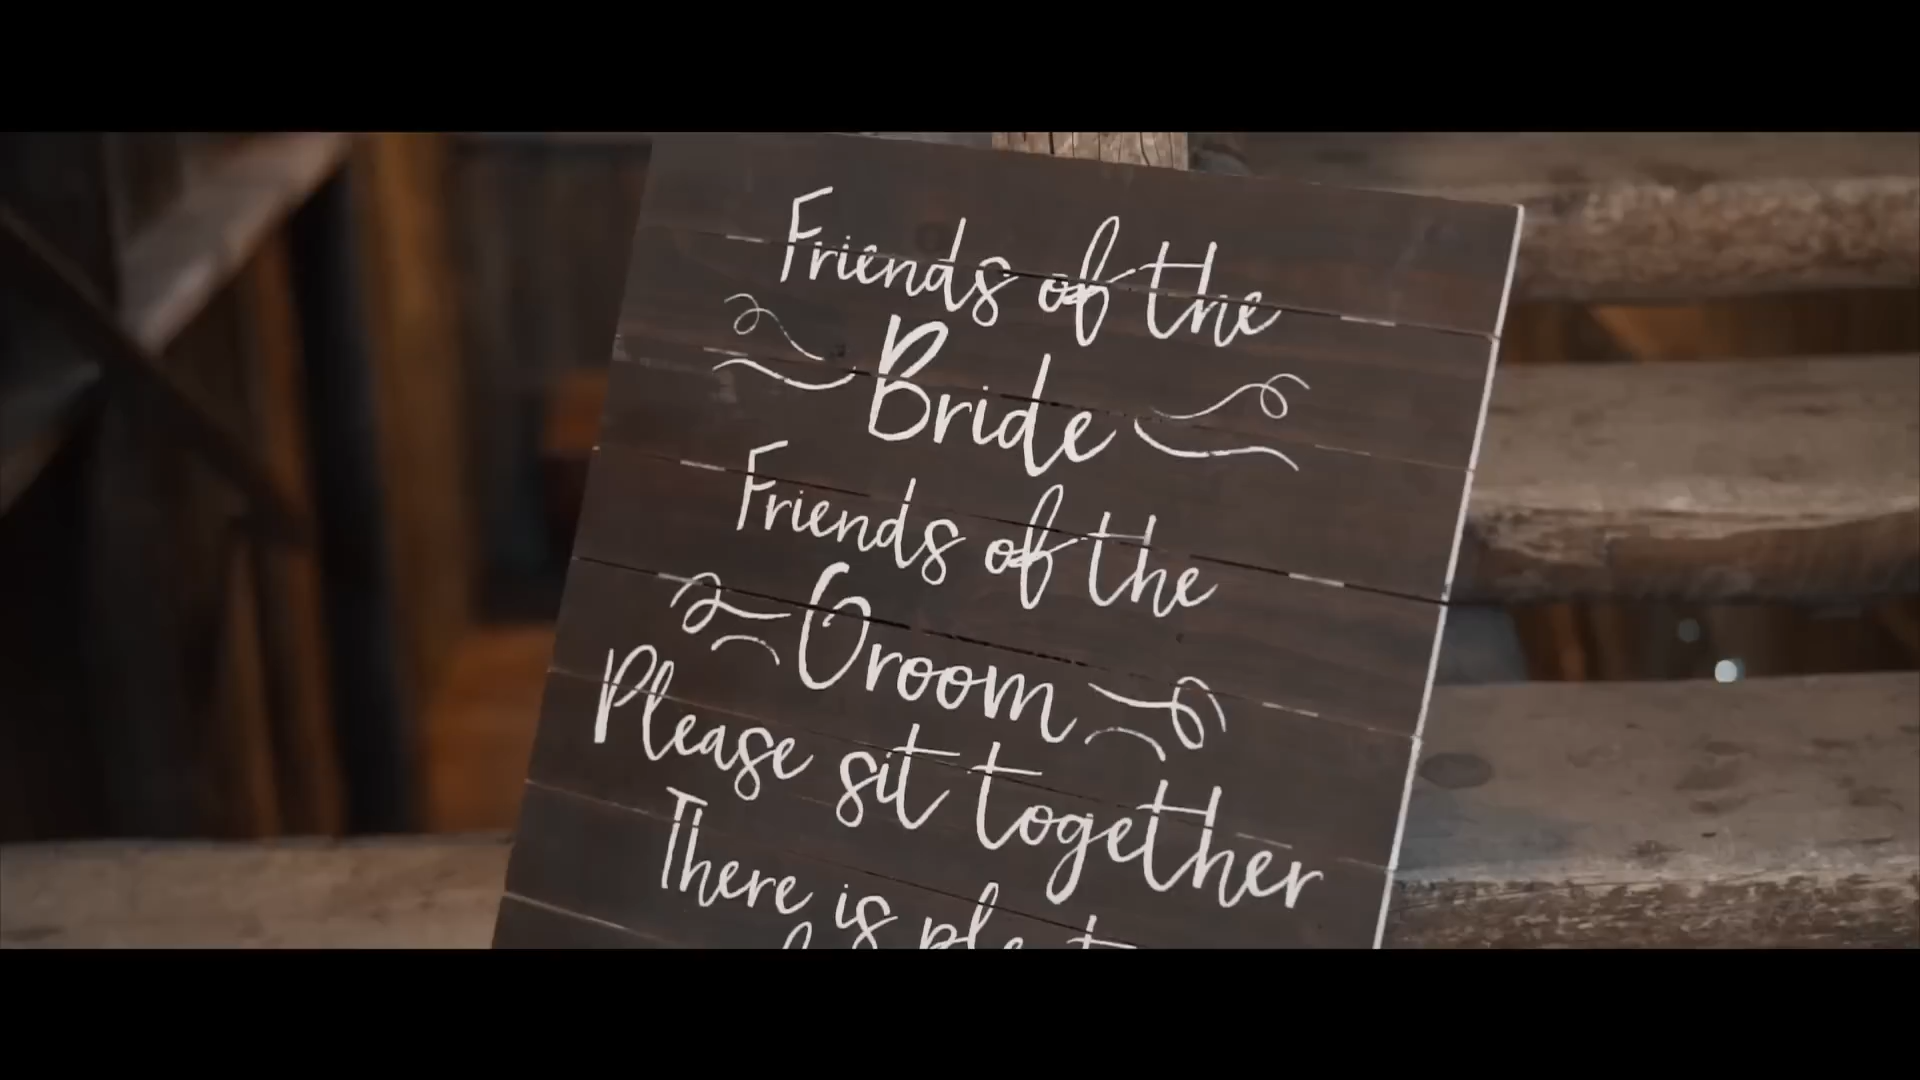 Friends of the
Bride
Friends of the
Groom
Please sit together
There is